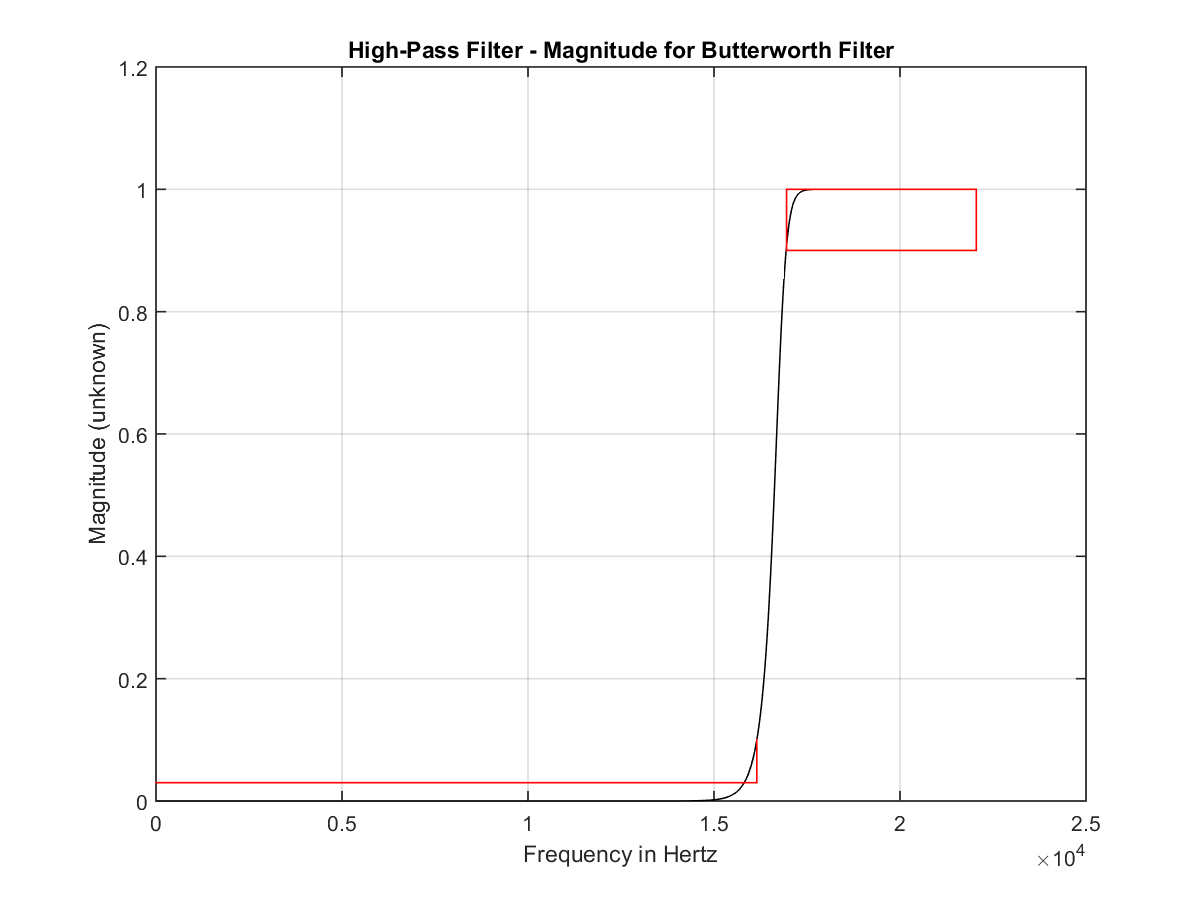 High-Pass Filter - Magnitude for Butterworth Filter
1.2
1
0.8
0.6
0.4
0.2
0
Magnitude (unknown)
0 0.5 1 1.5 2 2.5
Frequency in Hertz
×10^4